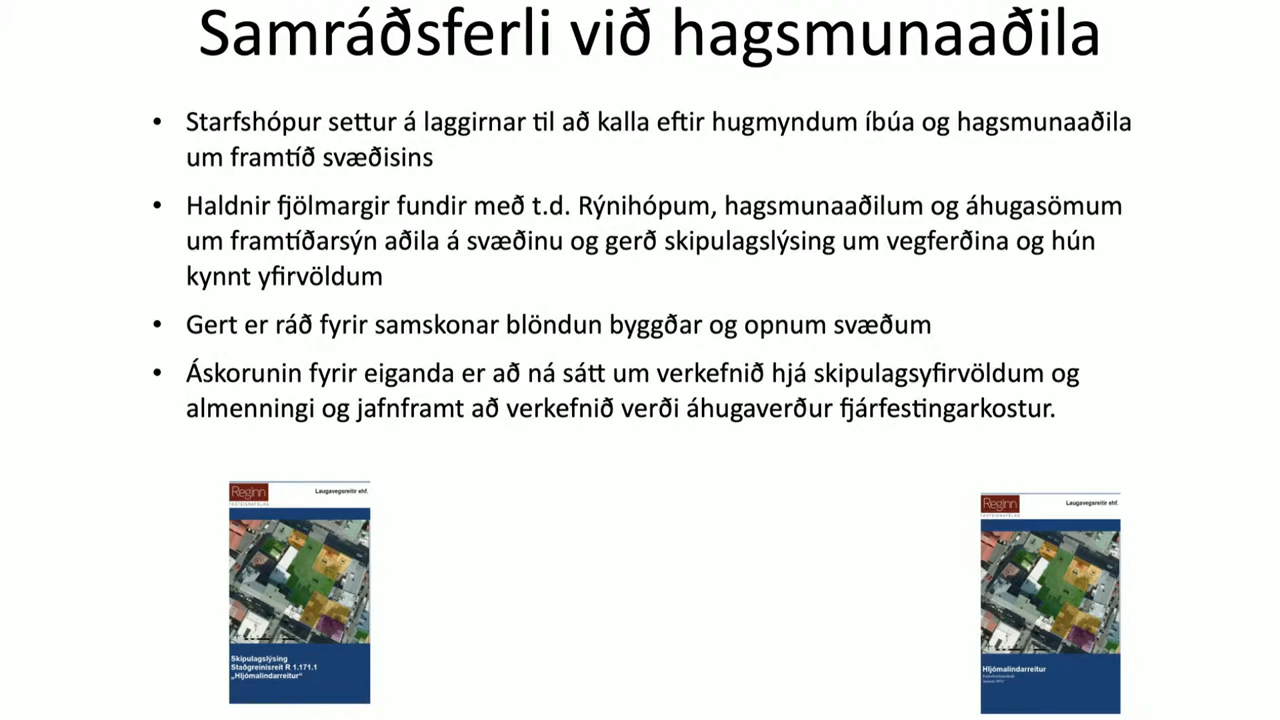 Samráðsferli við hagsmunaaðila
• Starfshópur settur á laggirnar til að kalla eftir hugmyndum íbúa og hagsmunaaðila
um framtíð svæðisins
• Haldnir fjölmargir fundir með t.d. Rýnihópum, hagsmunaaðilum og áhugasömum
um framtíðarsýn aðila á svæðinu og gerð skipulagslýsing um vegferðina og hún
kynnt yfirvöldum
• Gert er ráð fyrir samskonar blöndun byggðar og opnum svæðum
• Áskorunin fyrir eiganda er að ná sátt um verkefnið hjá skipulagsyfirvöldum og
almenningi og jafnframt að verkefnið verði áhugaverður fjárfestingarkostur.
Reginn
FASTEIGNAFÉLAG
Laugavegsreitir ehf.
Skipulagslýsing
Staðgreinisreit R 1.171.1
„Hljómalindarreitur“
Reginn
FASTEIGNAFÉLAG
Laugavegsreitir ehf.
Hljómalindarreitur